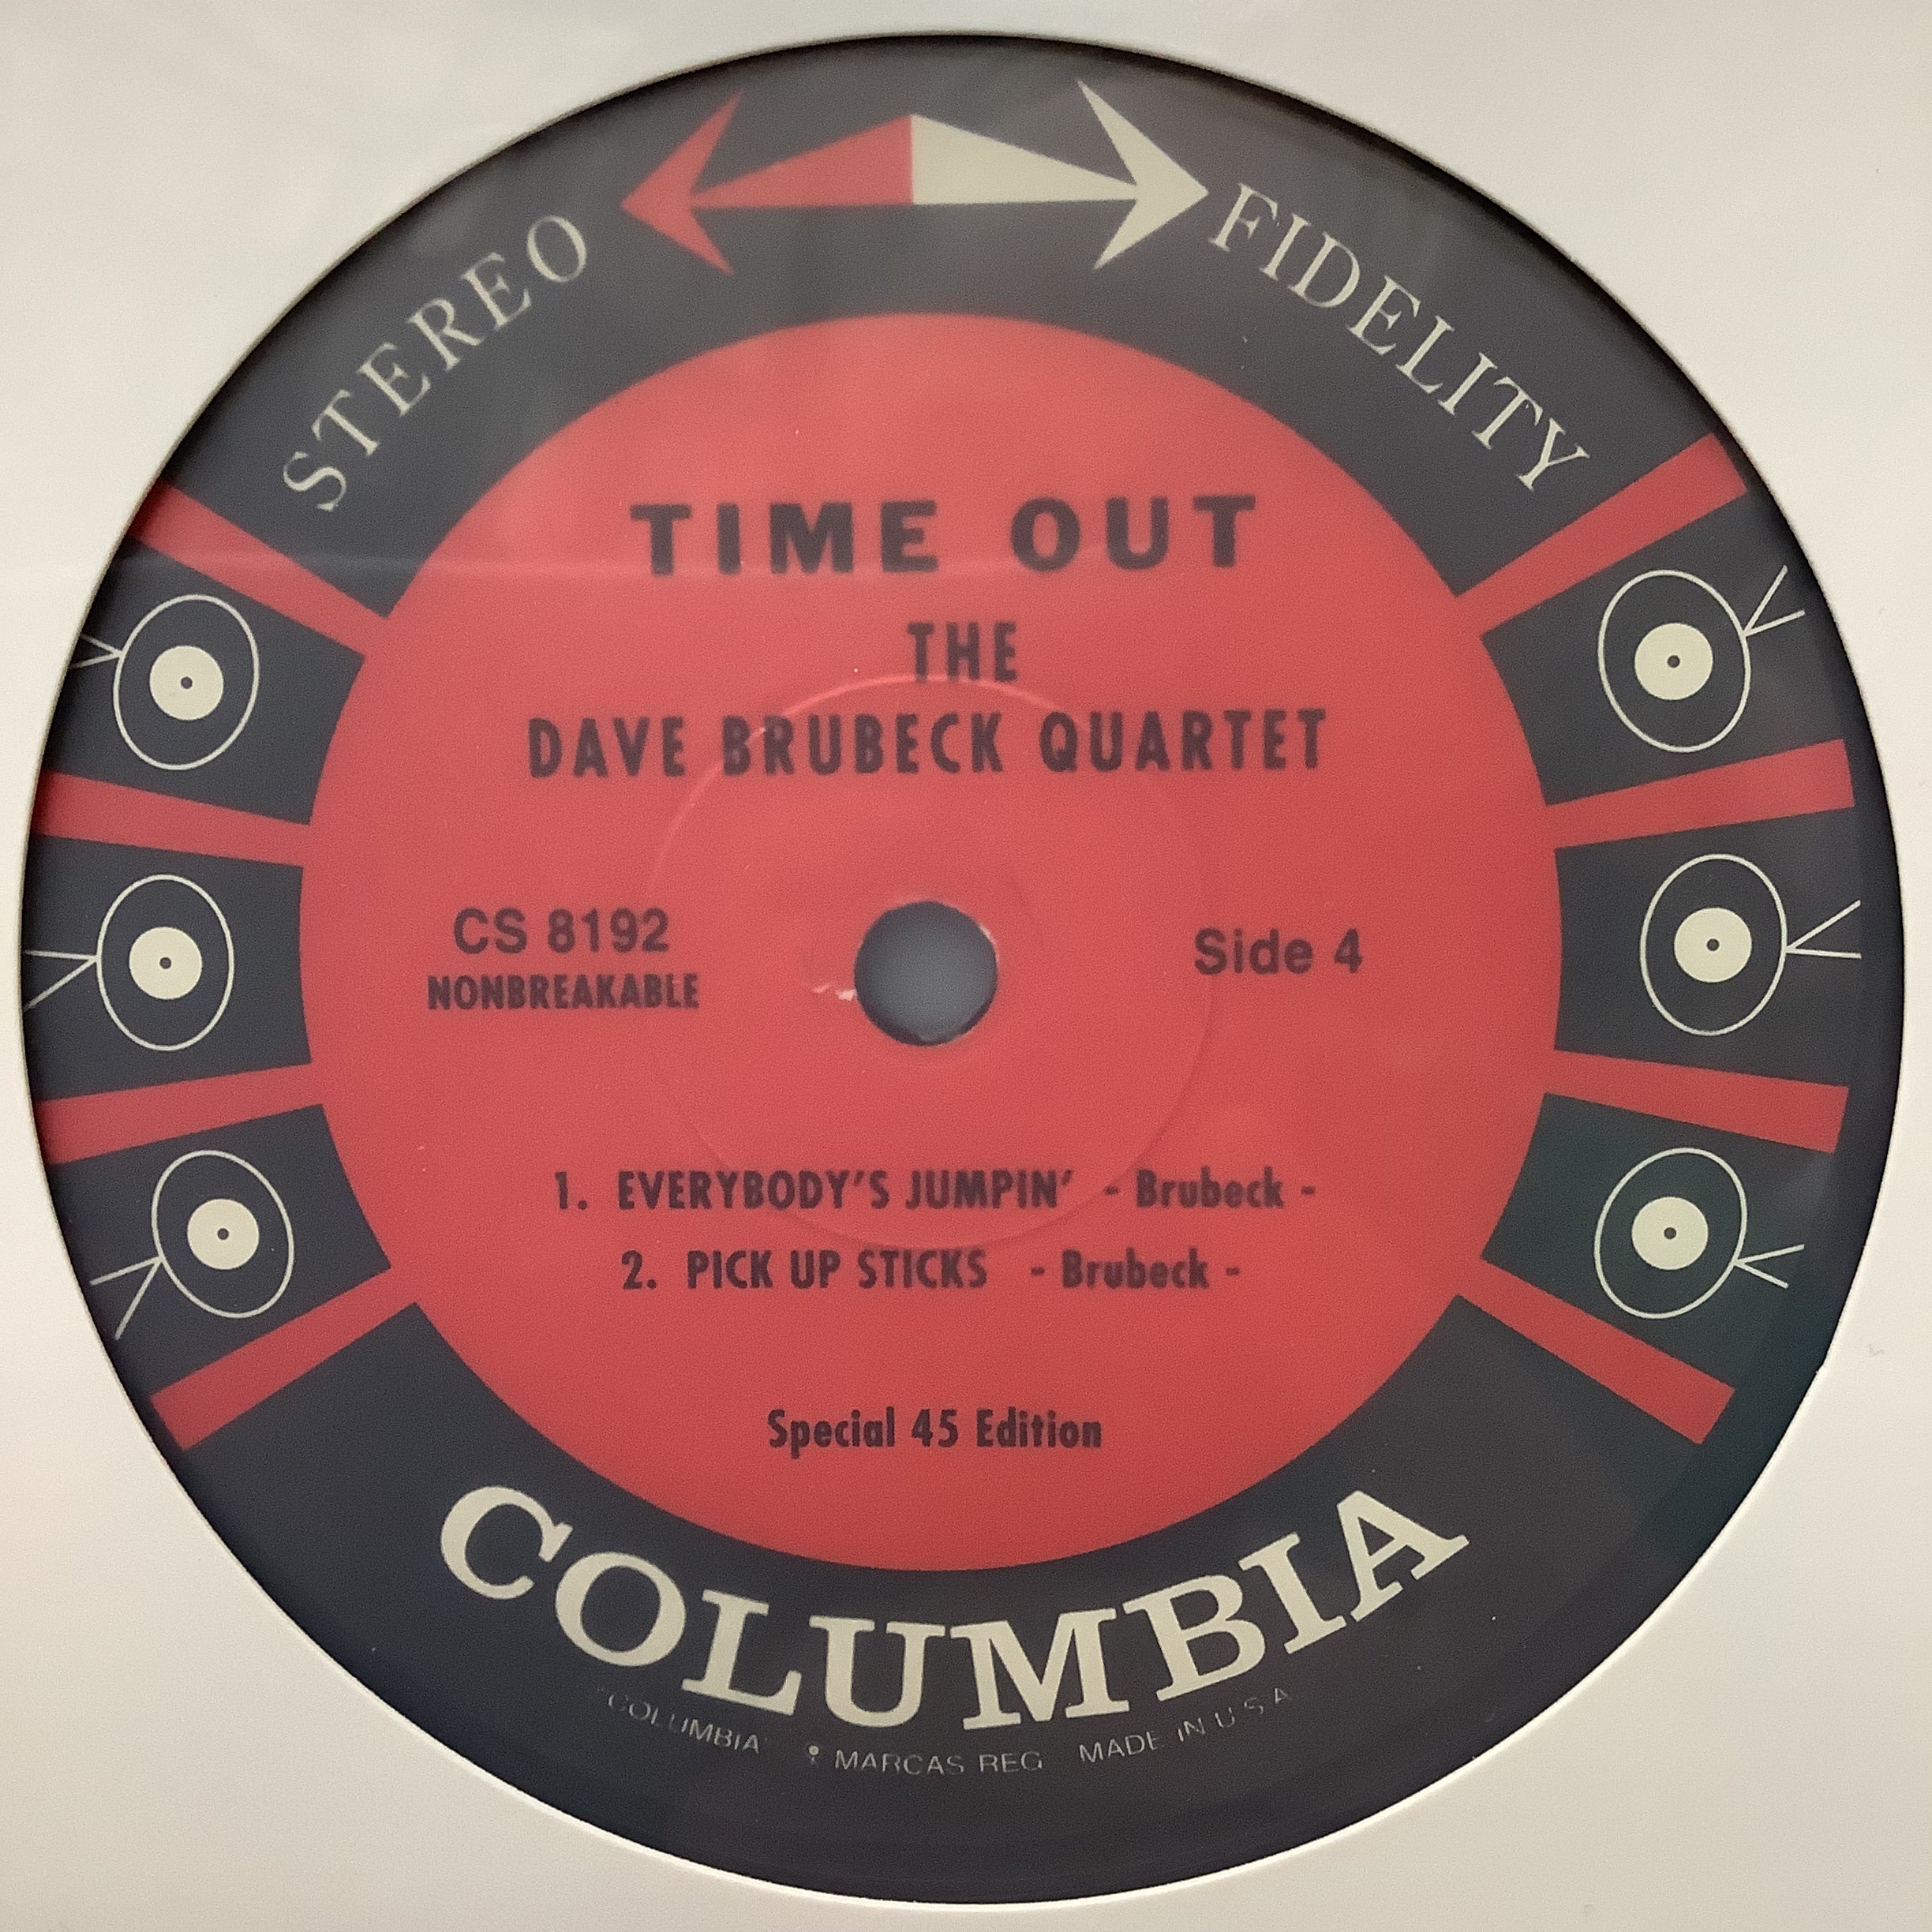 STEREO FIDELITY
TIME OUT
THE
DAVE BRUBECK QUARTET
CS 8192
NONBREAKABLE
Side 4
1. EVERYBODY'S JUMPIN' - Brubeck -
2. PICK UP STICKS - Brubeck -
Special 45 Edition
COLUMBIA
"COLUMBIA" MARCAS REG MADE IN U S A